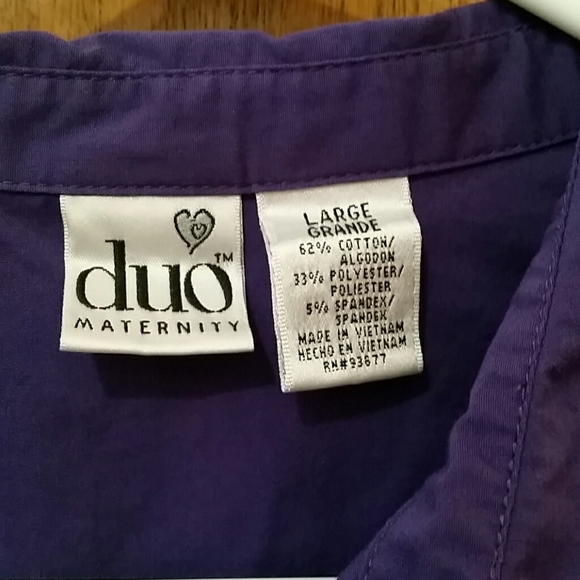 duo™
MATERNITY
LARGE
GRANDE
62% COTTON/
ALGODON
33% POLYESTER/
POLIESTER
5% SPANDEX/
SPANDEX
MADE IN VIETNAM
HECHO EN VIETNAM
RN#93677